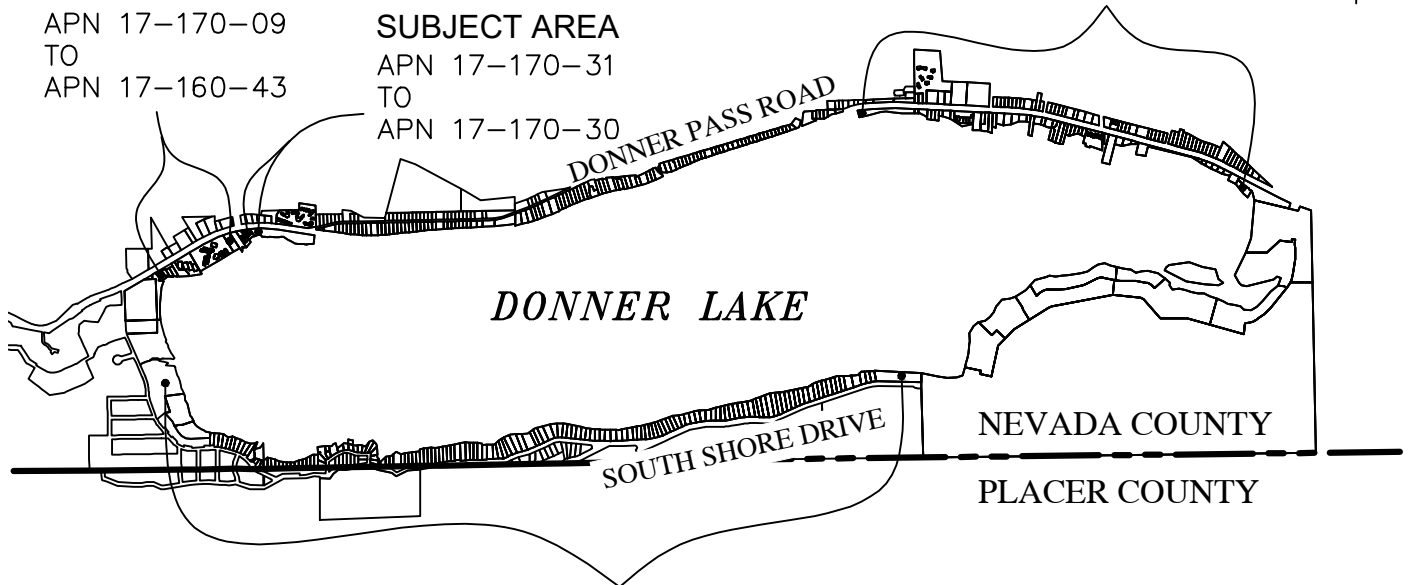 APN 17-170-09
TO
APN 17-160-43
SUBJECT AREA
APN 17-170-31
TO
APN 17-170-30
DONNER PASS ROAD
DONNER LAKE
SOUTH SHORE DRIVE
NEVADA COUNTY
PLACER COUNTY